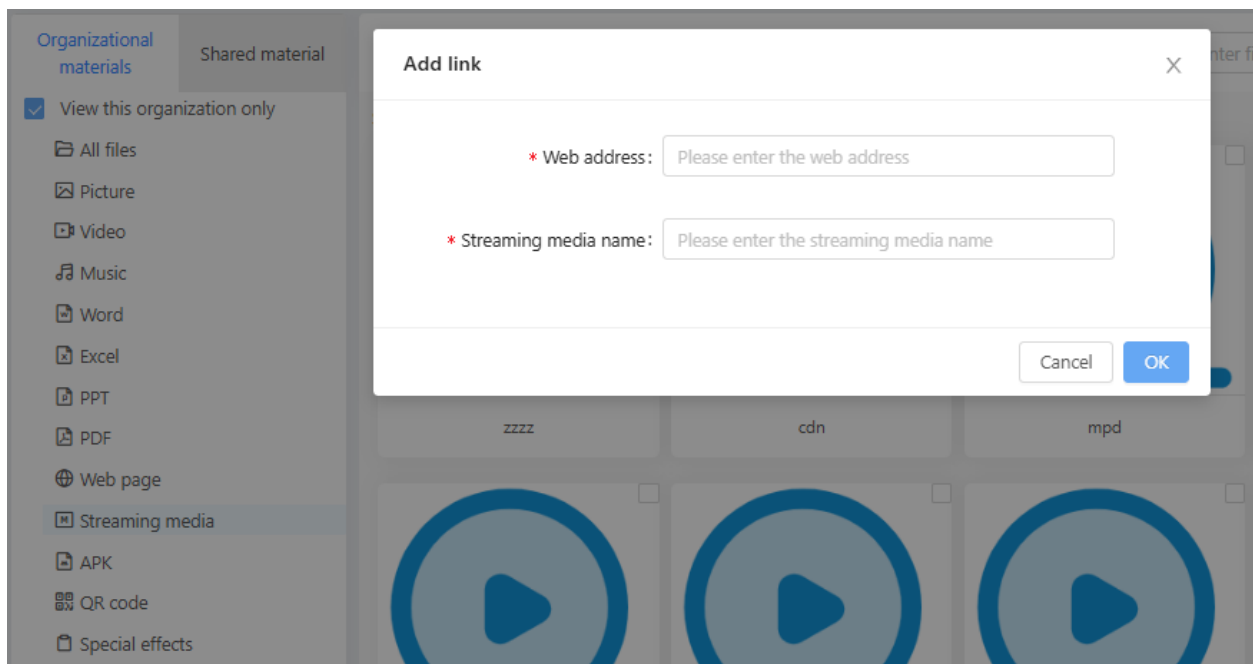 Organizational
materials
Shared material
View this organization only
All files
Picture
Video
Music
Word
Excel
PPT
PDF
Web page
Streaming media
APK
QR code
Special effects
Add link
* Web address:
Please enter the web address
* Streaming media name:
Please enter the streaming media name
Cancel
OK
zzzz
cdn
mpd